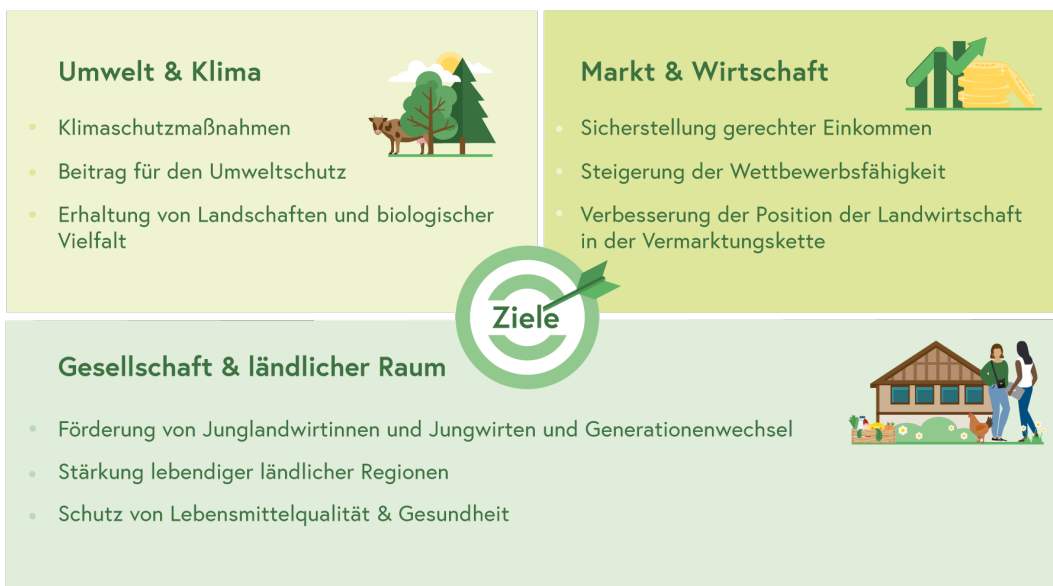 Umwelt & Klima
Klimaschutzmaßnahmen
Beitrag für den Umweltschutz
Erhaltung von Landschaften und biologischer
Vielfalt
Markt & Wirtschaft
Sicherstellung gerechter Einkommen
Steigerung der Wettbewerbsfähigkeit
Verbesserung der Position der Landwirtschaft
in der Vermarktungskette
Ziele
Gesellschaft & ländlicher Raum
Förderung von Junglandwirtinnen und Jungwirten und Generationenwechsel
Stärkung lebendiger ländlicher Regionen
Schutz von Lebensmittelqualität & Gesundheit